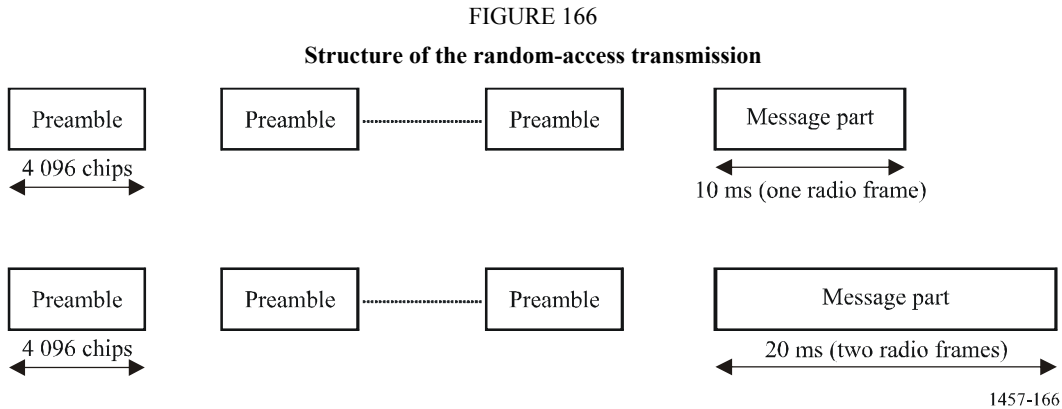 FIGURE 166
Structure of the random-access transmission
Preamble
Preamble
Preamble
Message part
4 096 chips
10 ms (one radio frame)
Preamble
Preamble
Preamble
Message part
4 096 chips
20 ms (two radio frames)
1457-166